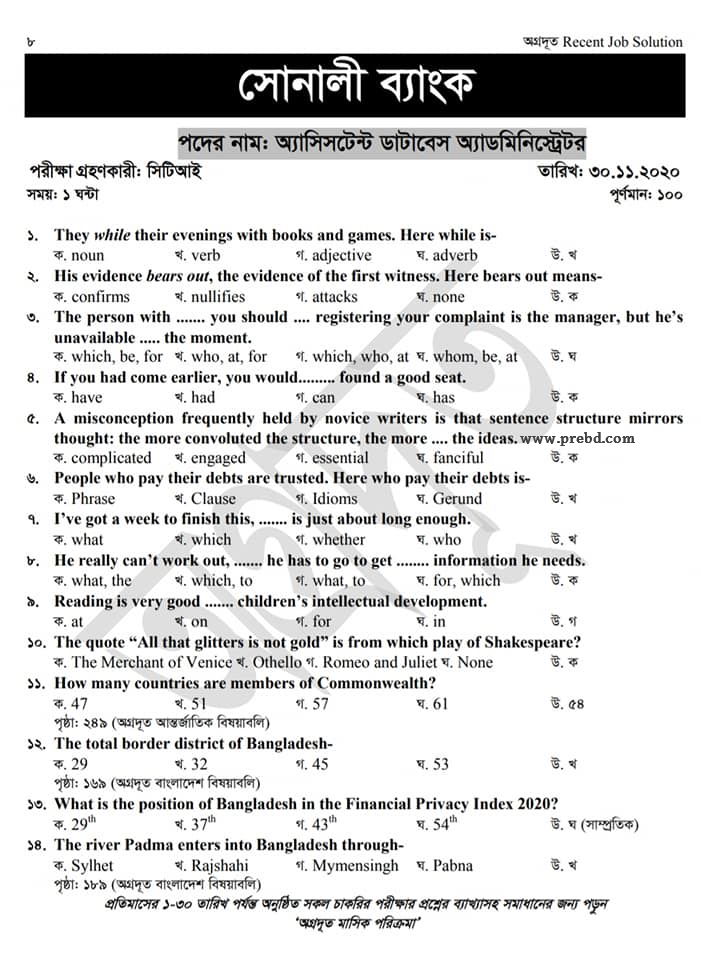 ৮ অগ্রদূত Recent Job Solution
সোনালী ব্যাংক
পদের নাম: অ্যাসিসটেন্ট ডাটাবেস অ্যাডমিনিস্ট্রেটর
পরীক্ষা গ্রহণকারী: সিটিআই তারিখ: ৩০.১১.২০২০
সময়: ১ ঘন্টা পূর্ণমান: ১০০
১. They while their evenings with books and games. Here while is-
ক. noun খ. verb গ. adjective ঘ. adverb উ. খ
২. His evidence bears out, the evidence of the first witness. Here bears out means-
ক. confirms খ. nullifies গ. attacks ঘ. none উ. ক
৩. The person with ....... you should .... registering your complaint is the manager, but he's
unavailable ..... the moment.
ক. which, be, for খ. who, at, for গ. which, who, at ঘ. whom, be, at উ. ঘ
৪. If you had come earlier, you would......... found a good seat.
ক. have খ. had গ. can ঘ. has উ. ক
৫. A misconception frequently held by novice writers is that sentence structure mirrors
thought: the more convoluted the structure, the more .... the ideas. www.prebd.com
ক. complicated খ. engaged গ. essential ঘ. fanciful উ. ক
৬. People who pay their debts are trusted. Here who pay their debts is-
ক. Phrase খ. Clause গ. Idioms ঘ. Gerund উ. খ
৭. I've got a week to finish this, ....... is just about long enough.
ক. what খ. which গ. whether ঘ. who উ. খ
৮. He really can't work out, ....... he has to go to get ........ information he needs.
ক. what, the খ. which, to গ. what, to ঘ. for, which উ. ক
৯. Reading is very good ....... children's intellectual development.
ক. at খ. on গ. for ঘ. in উ. গ
১০. The quote “All that glitters is not gold” is from which play of Shakespeare?
ক. The Merchant of Venice খ. Othello গ. Romeo and Juliet ঘ. None উ. ক
১১. How many countries are members of Commonwealth?
ক. 47 খ. 51 গ. 57 ঘ. 61 উ. ৫৪
পৃষ্ঠা: ২৪৯ (অগ্রদূত আন্তর্জাতিক বিষয়াবলি)
১২. The total border district of Bangladesh-
ক. 29 খ. 32 গ. 45 ঘ. 53 উ. খ
পৃষ্ঠা: ১৬৯ (অগ্রদূত বাংলাদেশ বিষয়াবলি)
১৩. What is the position of Bangladesh in the Financial Privacy Index 2020?
ক. 29th খ. 37th গ. 43th ঘ. 54th উ. ঘ (সাম্প্রতিক)
১৪. The river Padma enters into Bangladesh through-
ক. Sylhet খ. Rajshahi গ. Mymensingh ঘ. Pabna উ. খ
পৃষ্ঠা: ১৮৯ (অগ্রদূত বাংলাদেশ বিষয়াবলি)
প্রতিমাসের ১-৩০ তারিখ পর্যন্ত অনুষ্ঠিত সকল চাকরির পরীক্ষার প্রশ্নের ব্যাখ্যাসহ সমাধানের জন্য পড়ুন
‘অগ্রদূত মাসিক পরিক্রমা’
অগ্রদূত